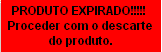 PRODUTO EXPIRADO!!!!!
Proceder com o descarte
do produto.